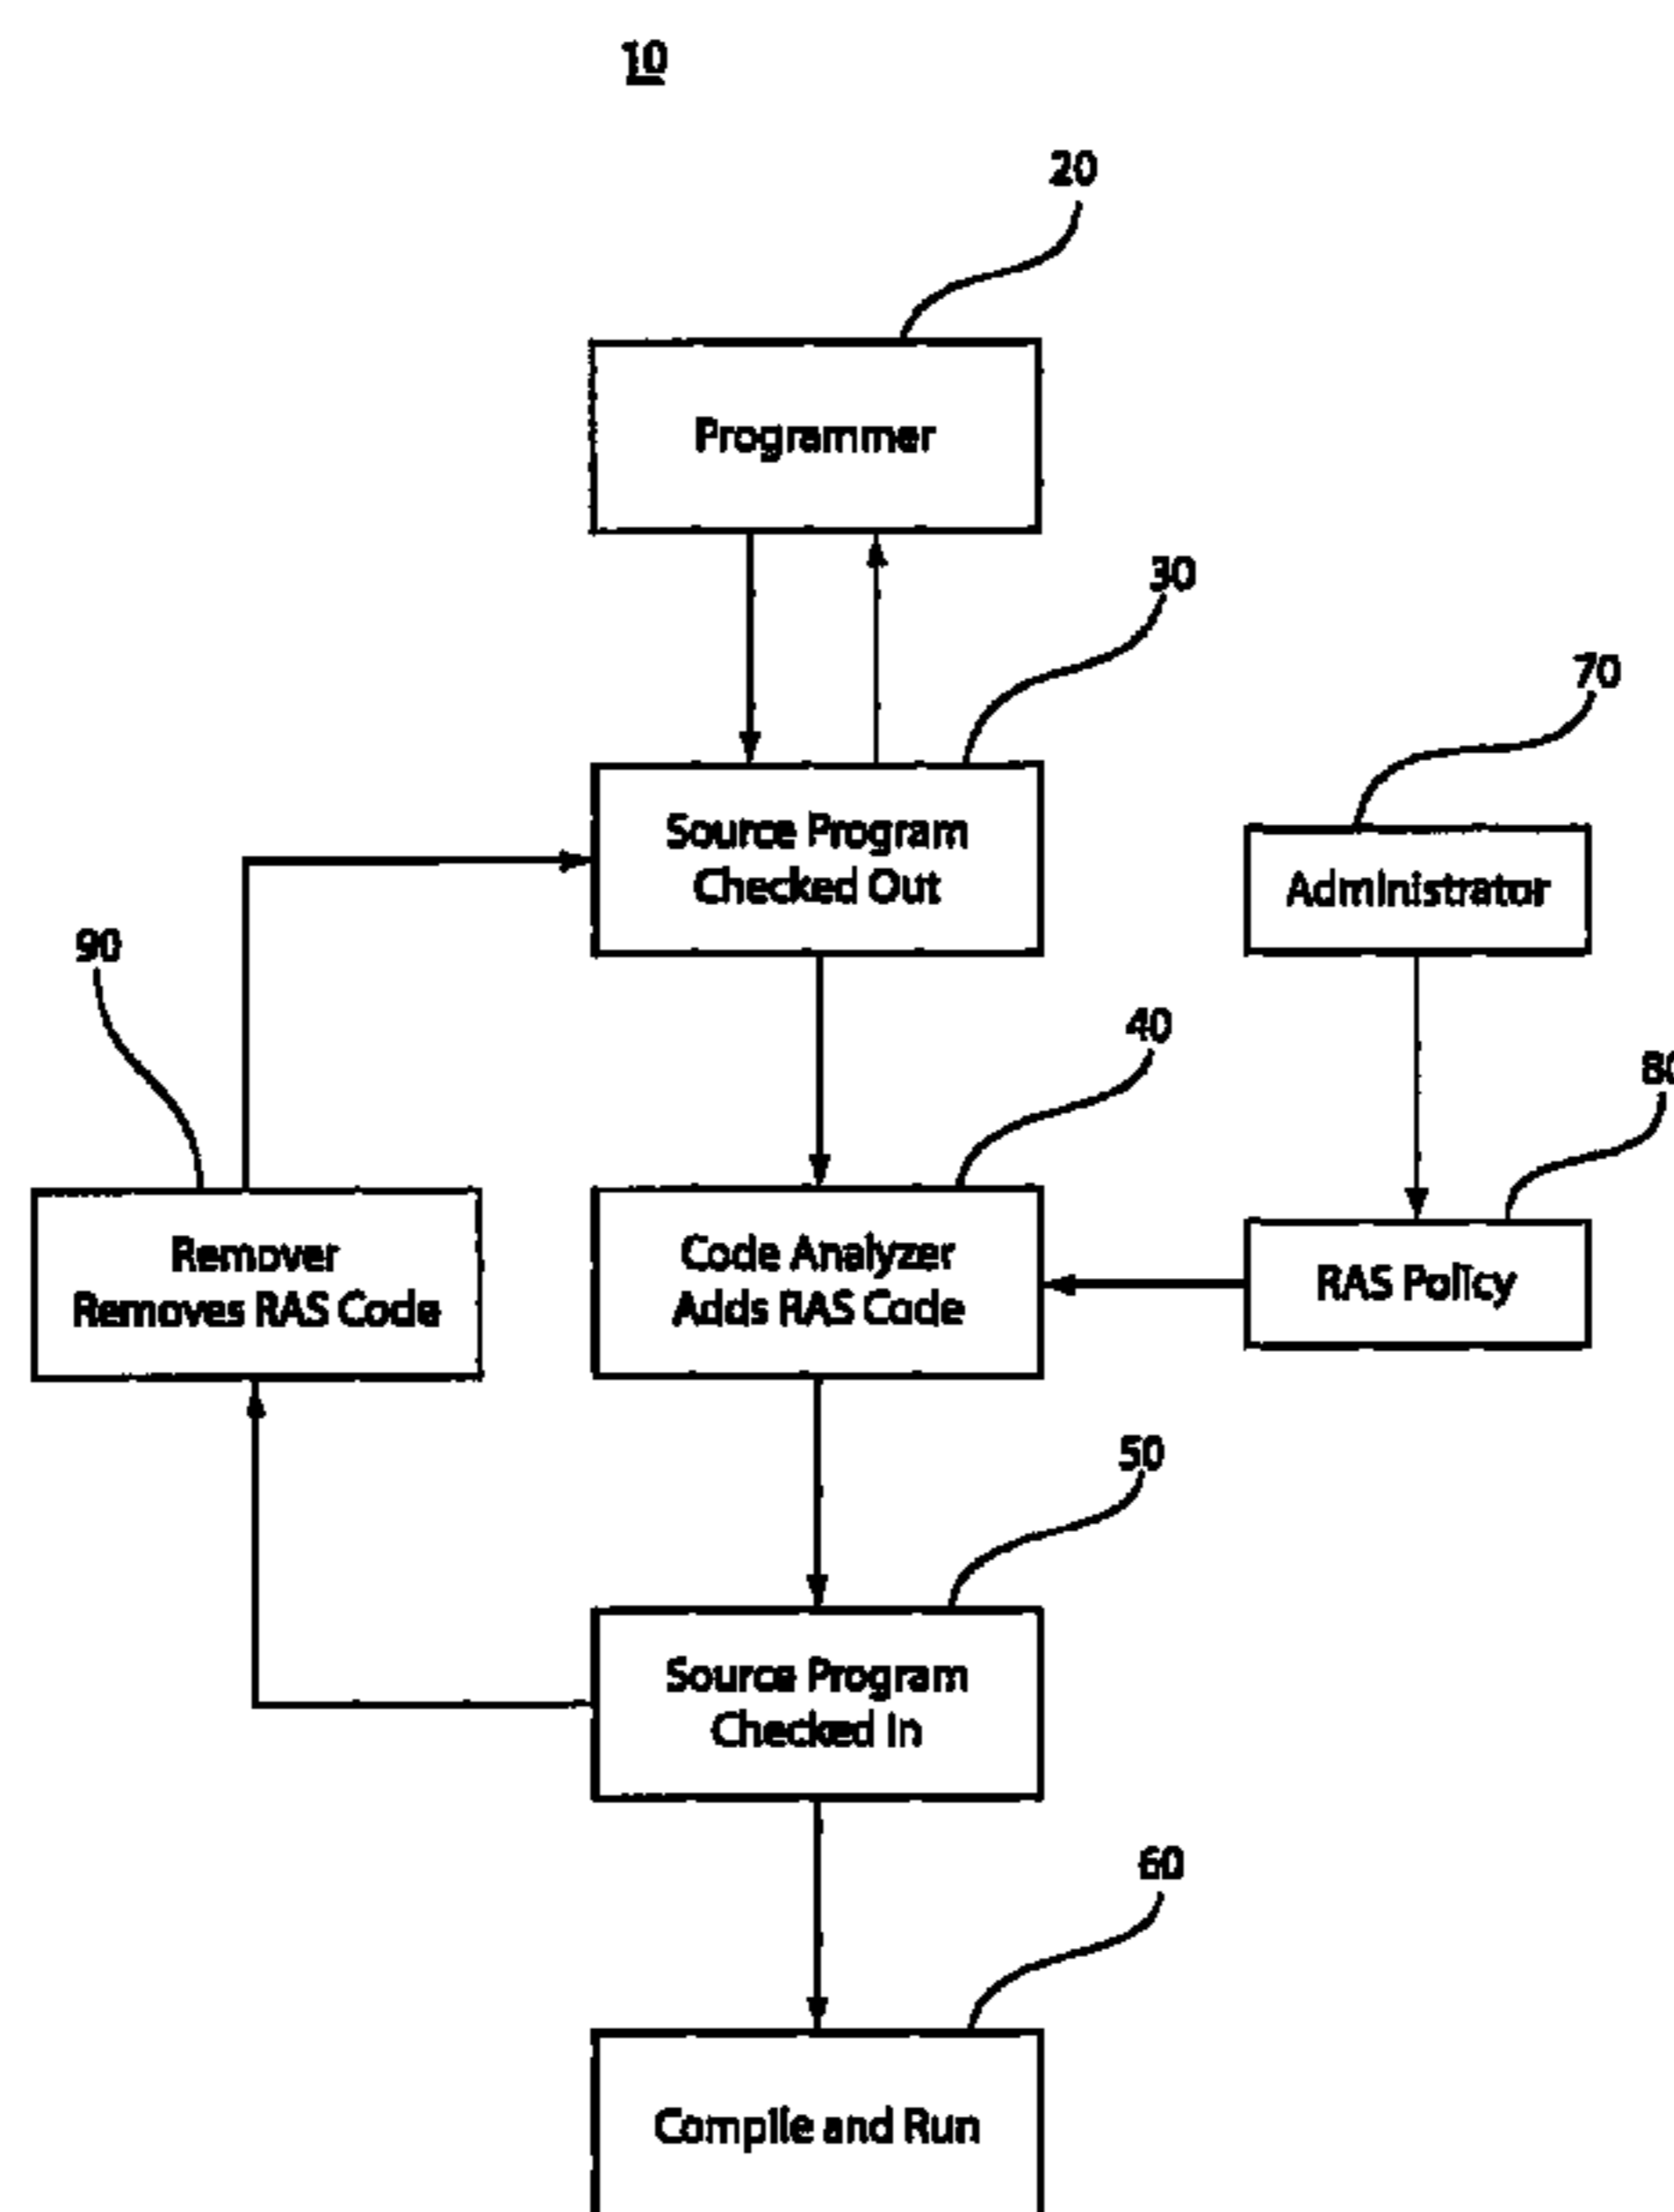 10
20
Programmer
30
Source Program
Checked Out
70
Administrator
90
40
80
Remover
Removes RAS Code
Code Analyzer
Adds RAS Code
RAS Policy
50
Source Program
Checked In
60
Compile and Run